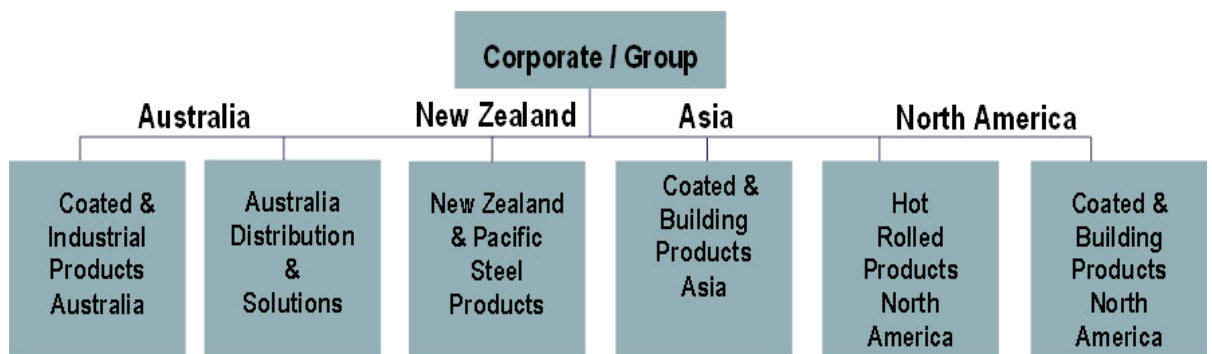 Corporate / Group
Australia
New Zealand
Asia
North America
Coated &
Industrial
Products
Australia
Australia
Distribution
&
Solutions
New Zealand
& Pacific
Steel
Products
Coated &
Building
Products
Asia
Hot
Rolled
Products
North
America
Coated &
Building
Products
North
America